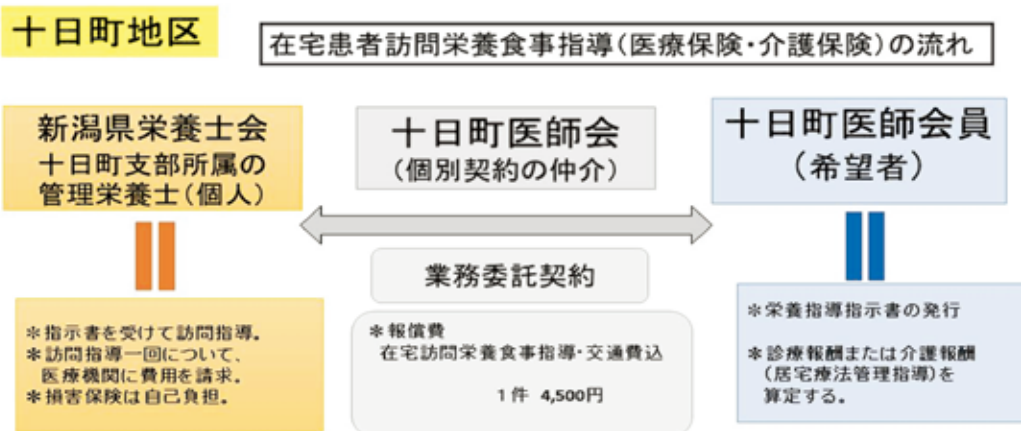 十日町地区
在宅患者訪問栄養食事指導(医療保険・介護保険)の流れ
新潟県栄養士会
十日町支部所属の
管理栄養士(個人)
十日町医師会
(個別契約の仲介)
十日町医師会員
(希望者)
業務委託契約
＊指示書を受けて訪問指導。
＊訪問指導一回について、
医療機関に費用を請求。
＊損害保険は自己負担。
＊報償費
在宅訪問栄養食事指導・交通費込
1件 4,500円
＊栄養指導指示書の発行
＊診療報酬または介護報酬
(居宅療法管理指導)を
算定する。